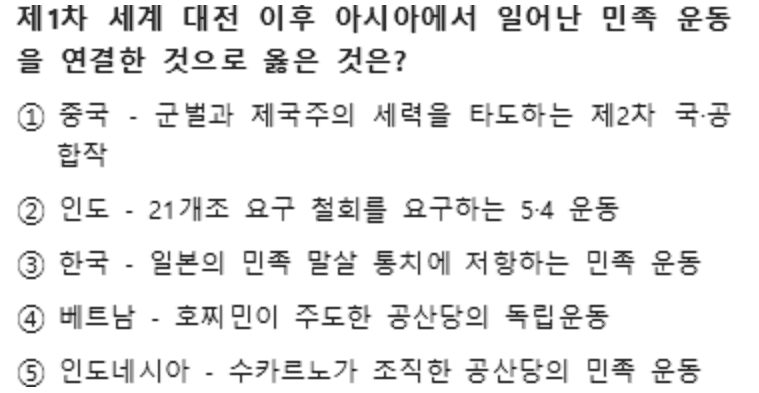 제1차 세계 대전 이후 아시아에서 일어난 민족 운동
을 연결한 것으로 옳은 것은?
① 중국 - 군벌과 제국주의 세력을 타도하는 제2차 국·공
합작
② 인도 - 21개조 요구 철회를 요구하는 5·4 운동
③ 한국 - 일본의 민족 말살 통치에 저항하는 민족 운동
④ 베트남 - 호찌민이 주도한 공산당의 독립운동
⑤ 인도네시아 - 수카르노가 조직한 공산당의 민족 운동